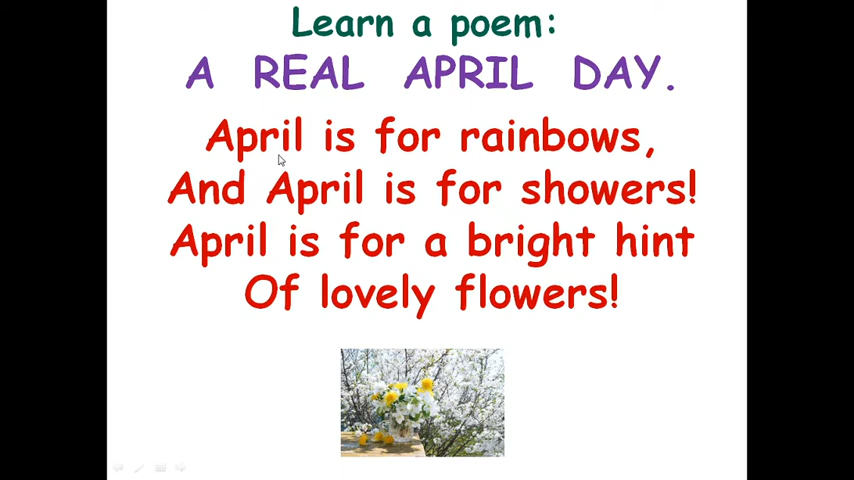 Learn a poem:
A REAL APRIL DAY.
April is for rainbows,
And April is for showers!
April is for a bright hint
Of lovely flowers!